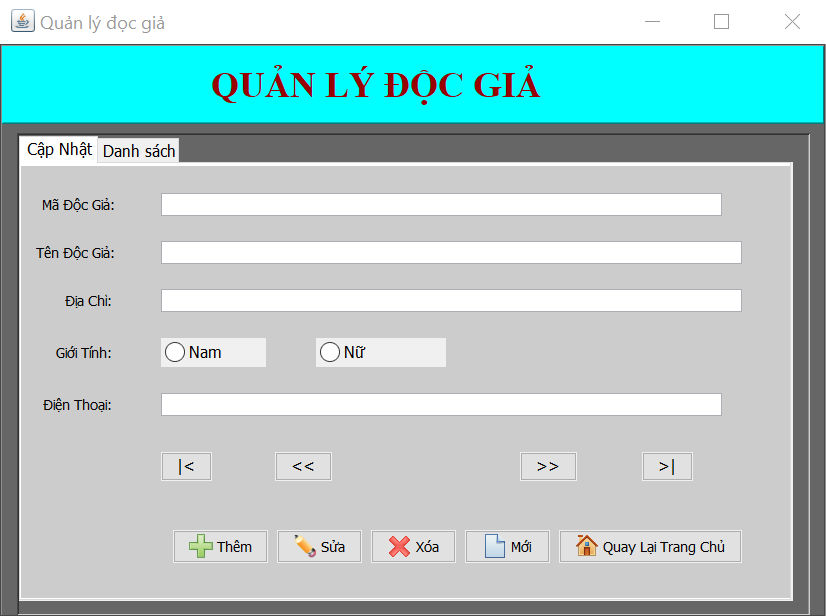 Quản lý đọc giả
QUẢN LÝ ĐỘC GIẢ
Cập Nhật Danh sách
Mã Độc Giả:
Tên Độc Giả:
Địa Chỉ:
Giới Tính: Nam Nữ
Điện Thoại:
|< << >> >|
Thêm Sửa Xóa Mới Quay Lại Trang Chủ